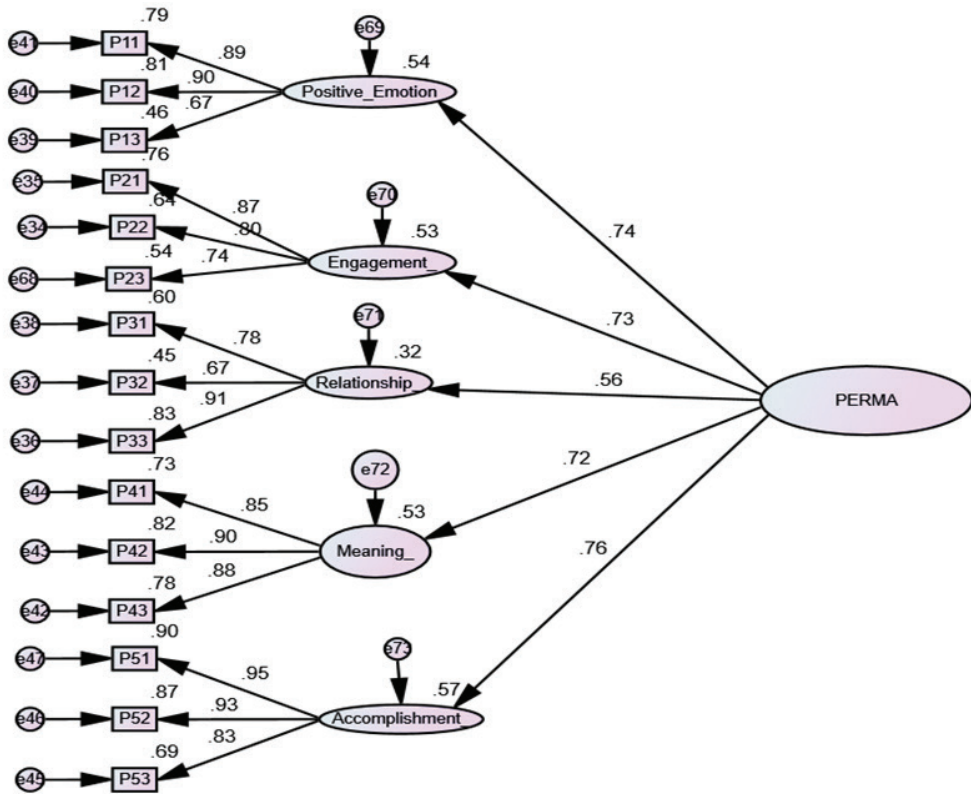 .79
e41 P11 .89
e69 .54
.81
e40 P12 .90 Positive_Emotion
.46 .67
e39 P13
.76
e35 P21 .87
e70 .53
.64
e34 P22 .80
.74
Engagement_
.54 .74
e68 P23
.73
.60
e38 P31 .78
e71 .32
.45
e37 P32 .67 Relationship_ .56 PERMA
.91
.83
e36 P33
.73
e44 P41 .85
e72 .53 .72
.82
e43 P42 .90 Meaning_
.76
.78 .88
e42 P43
.90
e47 P51 .95
e73 .57
.87
e46 P52 .93 Accomplishment_
.69 .83
e45 P53